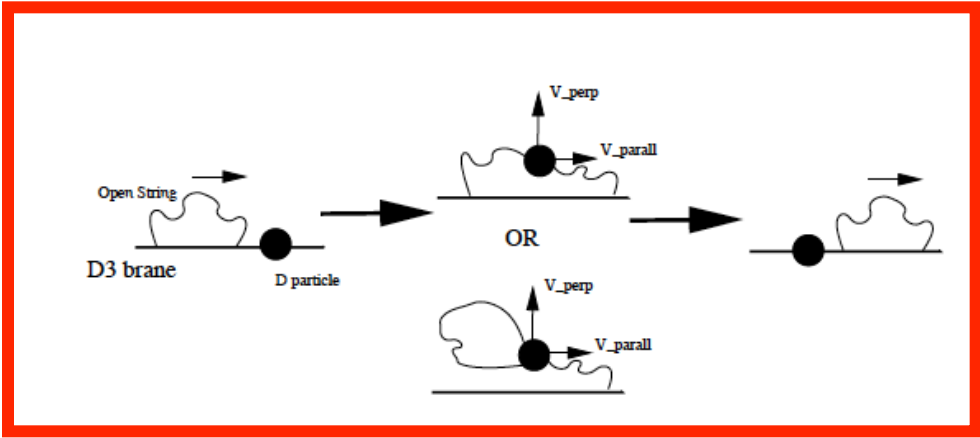 Open String
D3 brane
D particle
V_perp
V_parall
OR
V_perp
V_parall